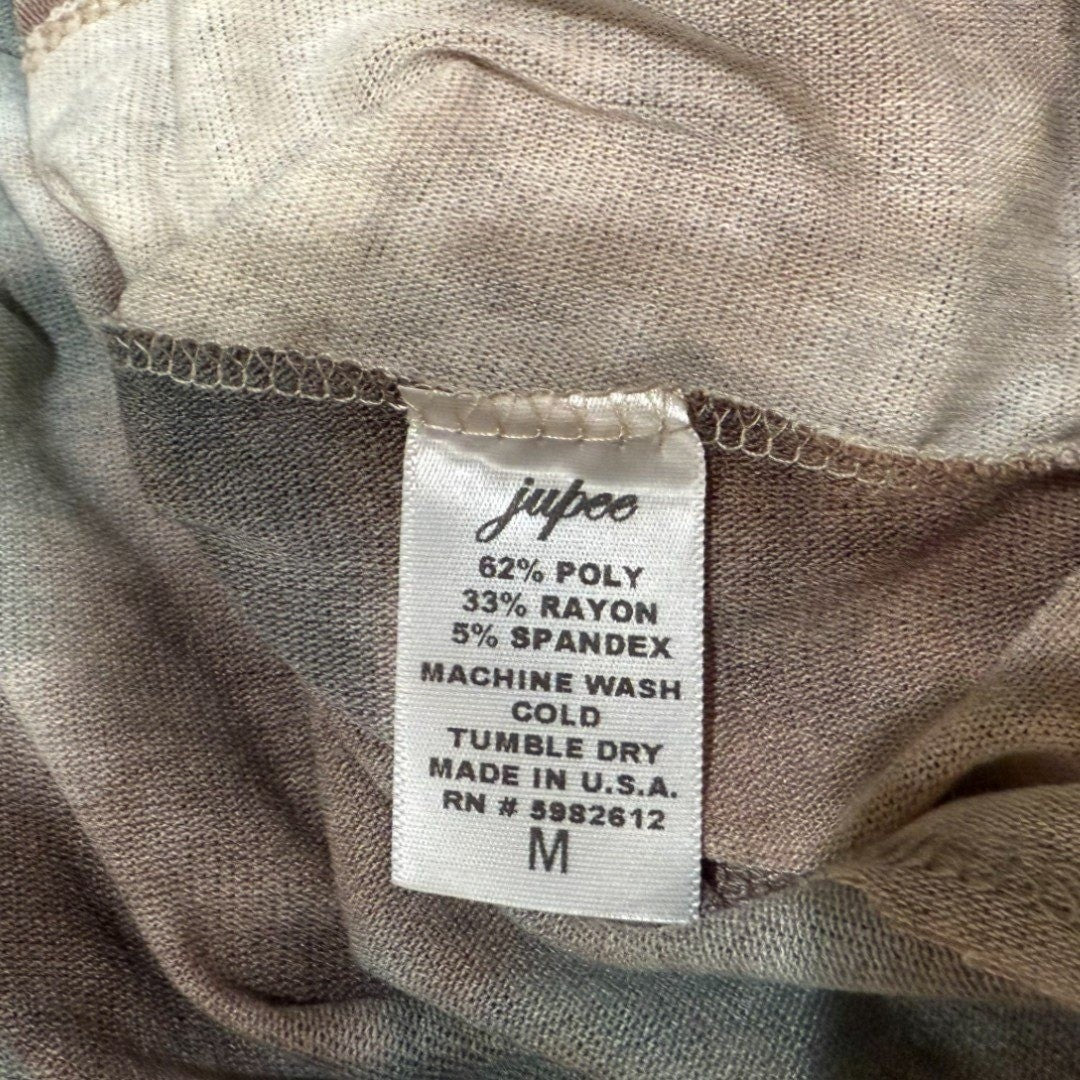 jupee
62% POLY
33% RAYON
5% SPANDEX
MACHINE WASH
COLD
TUMBLE DRY
MADE IN U.S.A.
RN # 5982612
M